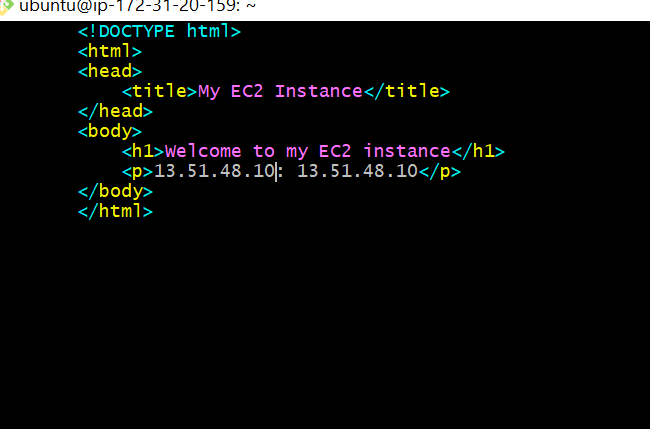 ubuntu@ip-172-31-20-159: ~
<!DOCTYPE html>
<html>
<head>
    <title>My EC2 Instance</title>
</head>
<body>
    <h1>Welcome to my EC2 instance</h1>
    <p>13.51.48.10: 13.51.48.10</p>
</body>
</html>